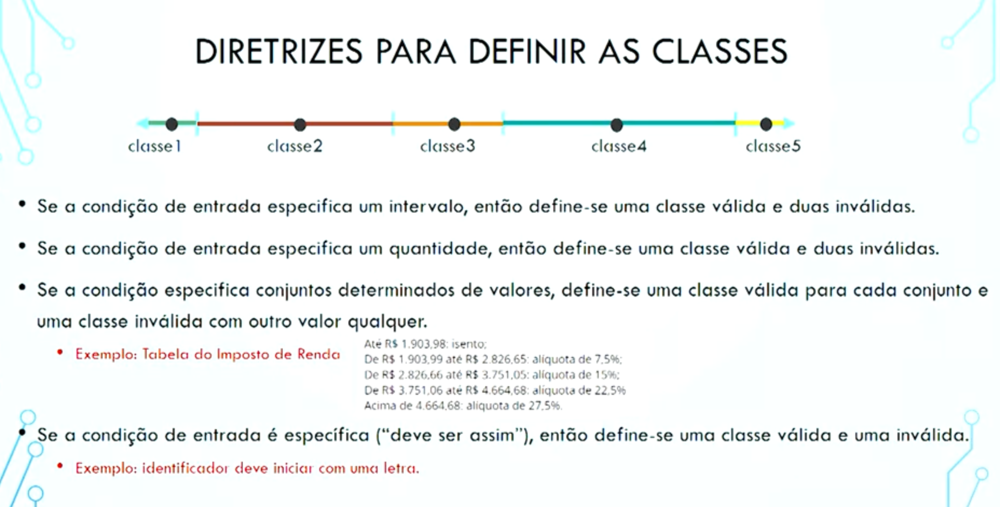 DIRETRIZES PARA DEFINIR AS CLASSES
classe1 classe2 classe3 classe4 classe5
• Se a condição de entrada especifica um intervalo, então define-se uma classe válida e duas inválidas.
• Se a condição de entrada especifica um quantidade, então define-se uma classe válida e duas inválidas.
• Se a condição especifica conjuntos determinados de valores, define-se uma classe válida para cada conjunto e
uma classe inválida com outro valor qualquer.
• Exemplo: Tabela do Imposto de Renda
Até R$ 1.903,98: isento;
De R$ 1.903,99 até R$ 2.826,65: alíquota de 7,5%;
De R$ 2.826,66 até R$ 3.751,05: alíquota de 15%;
De R$ 3.751,06 até R$ 4.664,68: alíquota de 22,5%
Acima de 4.664,68: alíquota de 27,5%.
• Se a condição de entrada é específica (“deve ser assim”), então define-se uma classe válida e uma inválida.
• Exemplo: identificador deve iniciar com uma letra.